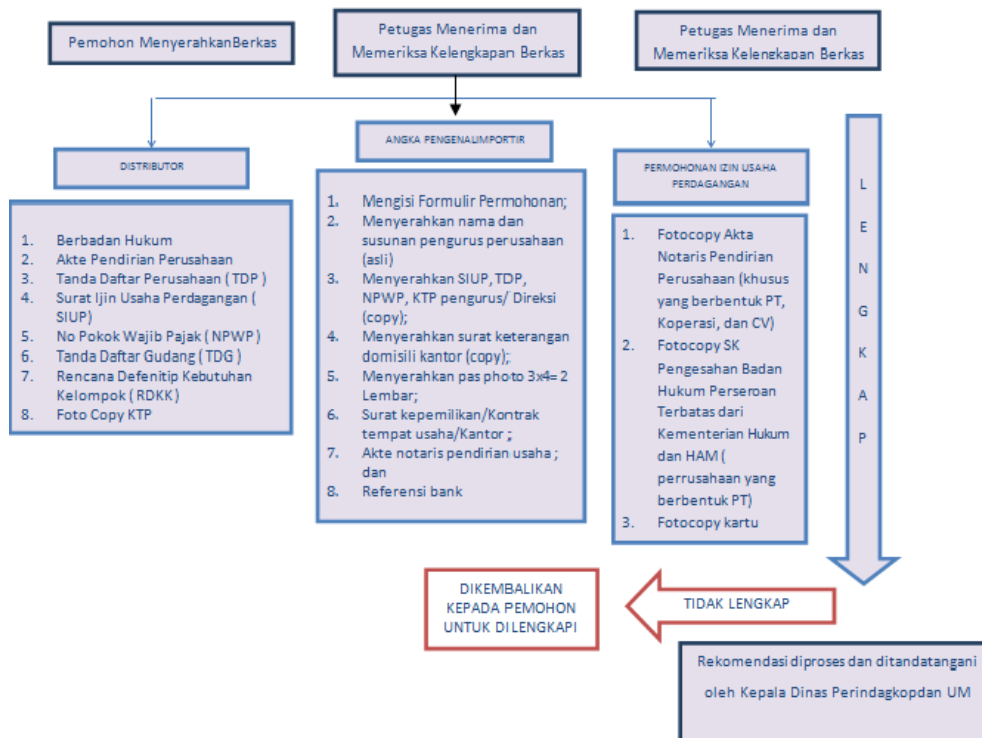 Pemohon MenyerahkanBerkas
Petugas Menerima dan
Memeriksa Kelengkapan Berkas
Petugas Menerima dan
Memeriksa Kelengkapan Berkas
DISTRIBUTOR
1. Berbadan Hukum
2. Akte Pendirian Perusahaan
3. Tanda Daftar Perusahaan ( TDP )
4. Surat Ijin Usaha Perdagangan (
SIUP)
5. No Pokok Wajib Pajak ( NPWP )
6. Tanda Daftar Gudang ( TDG )
7. Rencana Defenitip Kebutuhan
Kelompok ( RDKK )
8. Foto Copy KTP
ANGKA PENGENALIMPORTIR
1. Mengisi Formulir Permohonan;
2. Menyerahkan nama dan
susunan pengurus perusahaan
(asli)
3. Menyerahkan SIUP, TDP,
NPWP, KTP pengurus/ Direksi
(copy);
4. Menyerahkan surat keterangan
domisili kantor (copy);
5. Menyerahkan pas photo 3x4= 2
Lembar;
6. Surat kepemilikan/Kontrak
tempat usaha/Kantor ;
7. Akte notaris pendirian usaha ;
dan
8. Referensi bank
PERMOHONAN IZIN USAHA
PERDAGANGAN
1. Fotocopy Akta
Notaris Pendirian
Perusahaan (khusus
yang berbentuk PT,
Koperasi, dan CV)
2. Fotocopy SK
Pengesahan Badan
Hukum Perseroan
Terbatas dari
Kementerian Hukum
dan HAM (
perrusahaan yang
berbentuk PT)
3. Fotocopy kartu
L
E
N
G
K
A
P
TIDAK LENGKAP
DIKEMBALIKAN
KEPADA PEMOHON
UNTUK DILENGKAPI
Rekomendasi diproses dan ditandatangani
oleh Kepala Dinas Perindagkopdan UM